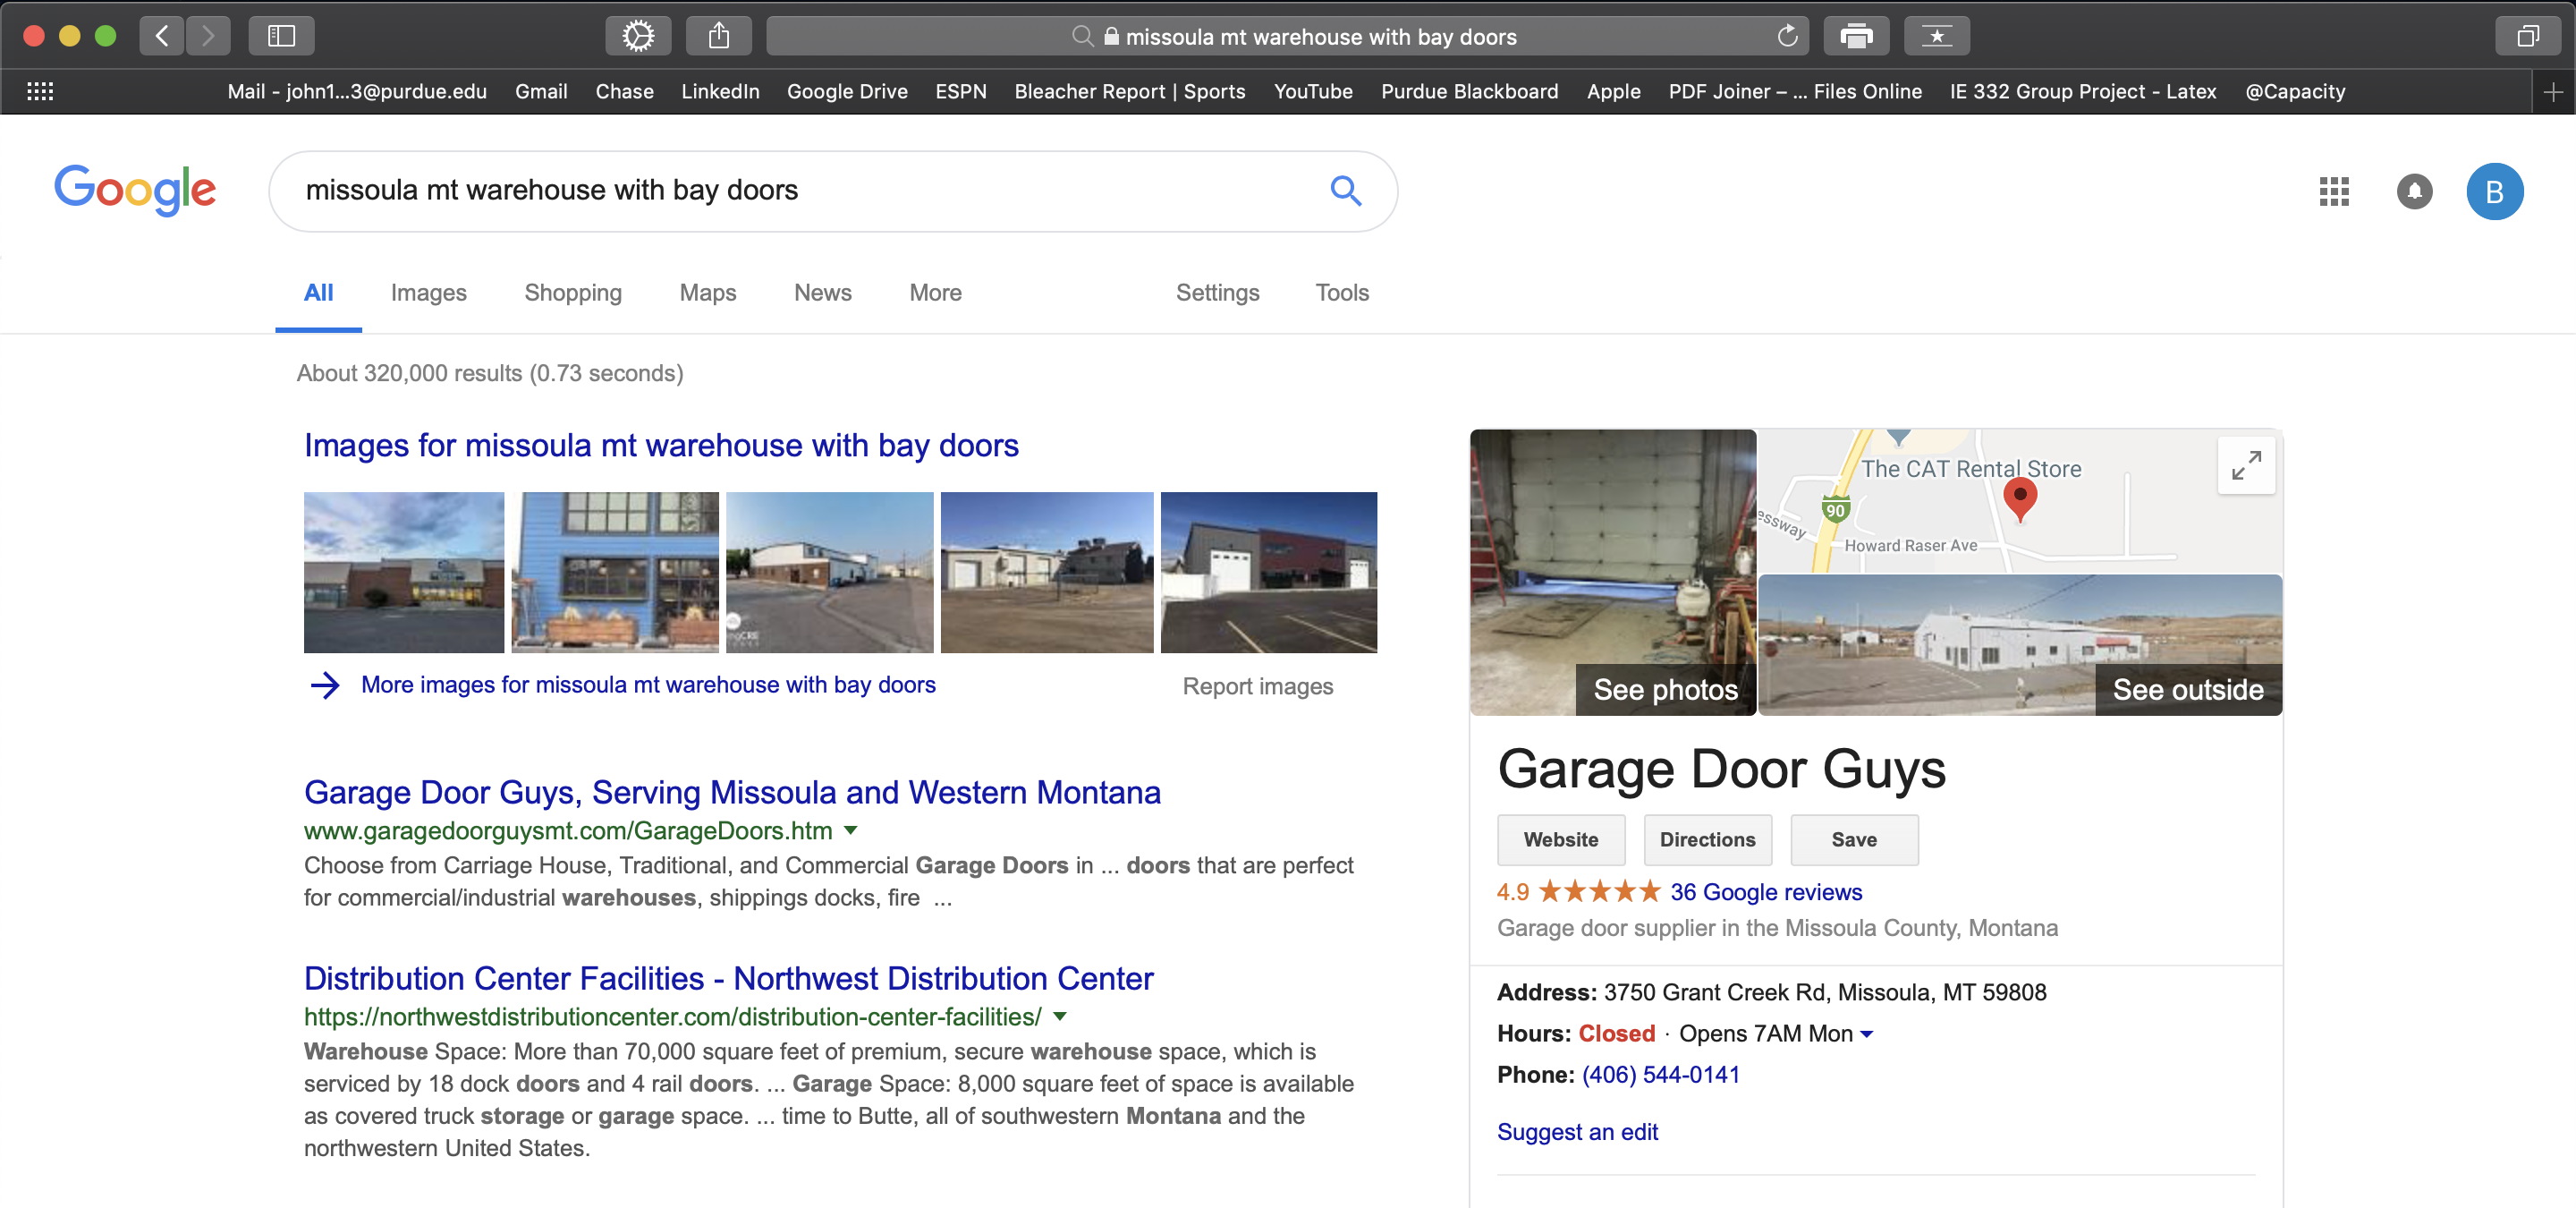 missoula mt warehouse with bay doors
Mail - john1...3@purdue.edu Gmail Chase LinkedIn Google Drive ESPN Bleacher Report | Sports YouTube Purdue Blackboard Apple PDF Joiner – ... Files Online IE 332 Group Project - Latex @Capacity
Google
missoula mt warehouse with bay doors
B
All Images Shopping Maps News More Settings Tools
About 320,000 results (0.73 seconds)
Images for missoula mt warehouse with bay doors
More images for missoula mt warehouse with bay doors
Report images
Garage Door Guys, Serving Missoula and Western Montana
www.garagedoorguysmt.com/GarageDoors.htm
Choose from Carriage House, Traditional, and Commercial Garage Doors in ... doors that are perfect
for commercial/industrial warehouses, shippings docks, fire ...
Distribution Center Facilities - Northwest Distribution Center
https://northwestdistributioncenter.com/distribution-center-facilities/
Warehouse Space: More than 70,000 square feet of premium, secure warehouse space, which is
serviced by 18 dock doors and 4 rail doors. ... Garage Space: 8,000 square feet of space is available
as covered truck storage or garage space. ... time to Butte, all of southwestern Montana and the
northwestern United States.
The CAT Rental Store
90
essway
Howard Raser Ave
See photos
See outside
Garage Door Guys
Website Directions Save
4.9 36 Google reviews
Garage door supplier in the Missoula County, Montana
Address: 3750 Grant Creek Rd, Missoula, MT 59808
Hours: Closed · Opens 7AM Mon
Phone: (406) 544-0141
Suggest an edit